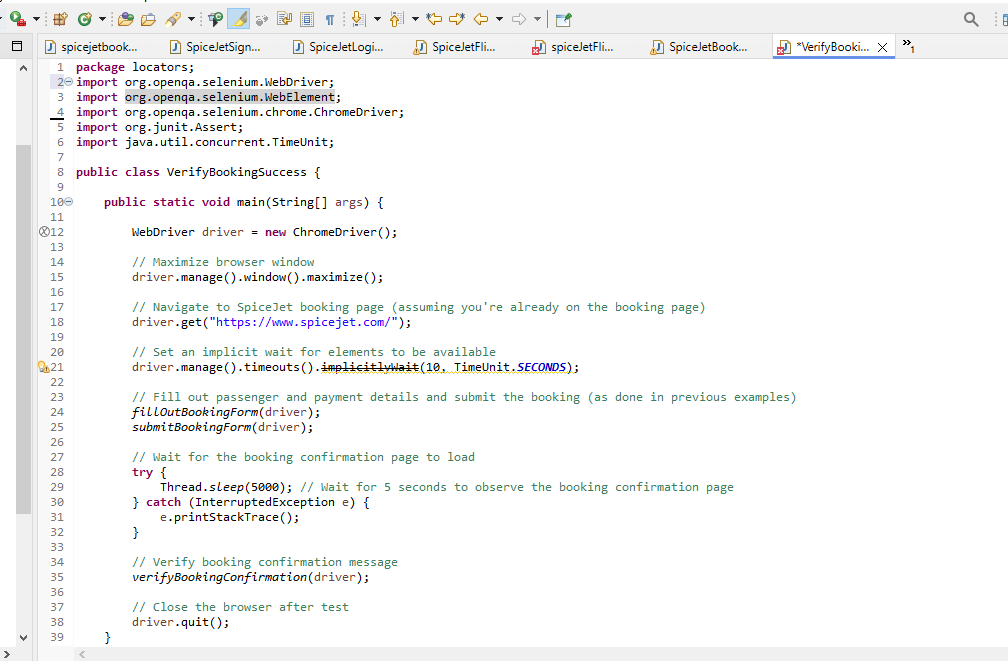 spicejetbook...
SpiceJetSign...
SpiceJetLogi...
SpiceJetFli...
spiceJetFli...
SpiceJetBook...
*VerifyBooki...
»1
1 package locators;
2 import org.openqa.selenium.WebDriver;
3 import org.openqa.selenium.WebElement;
4 import org.openqa.selenium.chrome.ChromeDriver;
5 import org.junit.Assert;
6 import java.util.concurrent.TimeUnit;
7
8 public class VerifyBookingSuccess {
9
10 public static void main(String[] args) {
11
12 WebDriver driver = new ChromeDriver();
13
14 // Maximize browser window
15 driver.manage().window().maximize();
16
17 // Navigate to SpiceJet booking page (assuming you're already on the booking page)
18 driver.get("https://www.spicejet.com/");
19
20 // Set an implicit wait for elements to be available
21 driver.manage().timeouts().implicitlyWait(10, TimeUnit.SECONDS);
22
23 // Fill out passenger and payment details and submit the booking (as done in previous examples)
24 fillOutBookingForm(driver);
25 submitBookingForm(driver);
26
27 // Wait for the booking confirmation page to load
28 try {
29 Thread.sleep(5000); // Wait for 5 seconds to observe the booking confirmation page
30 } catch (InterruptedException e) {
31 e.printStackTrace();
32 }
33
34 // Verify booking confirmation message
35 verifyBookingConfirmation(driver);
36
37 // Close the browser after test
38 driver.quit();
39 }